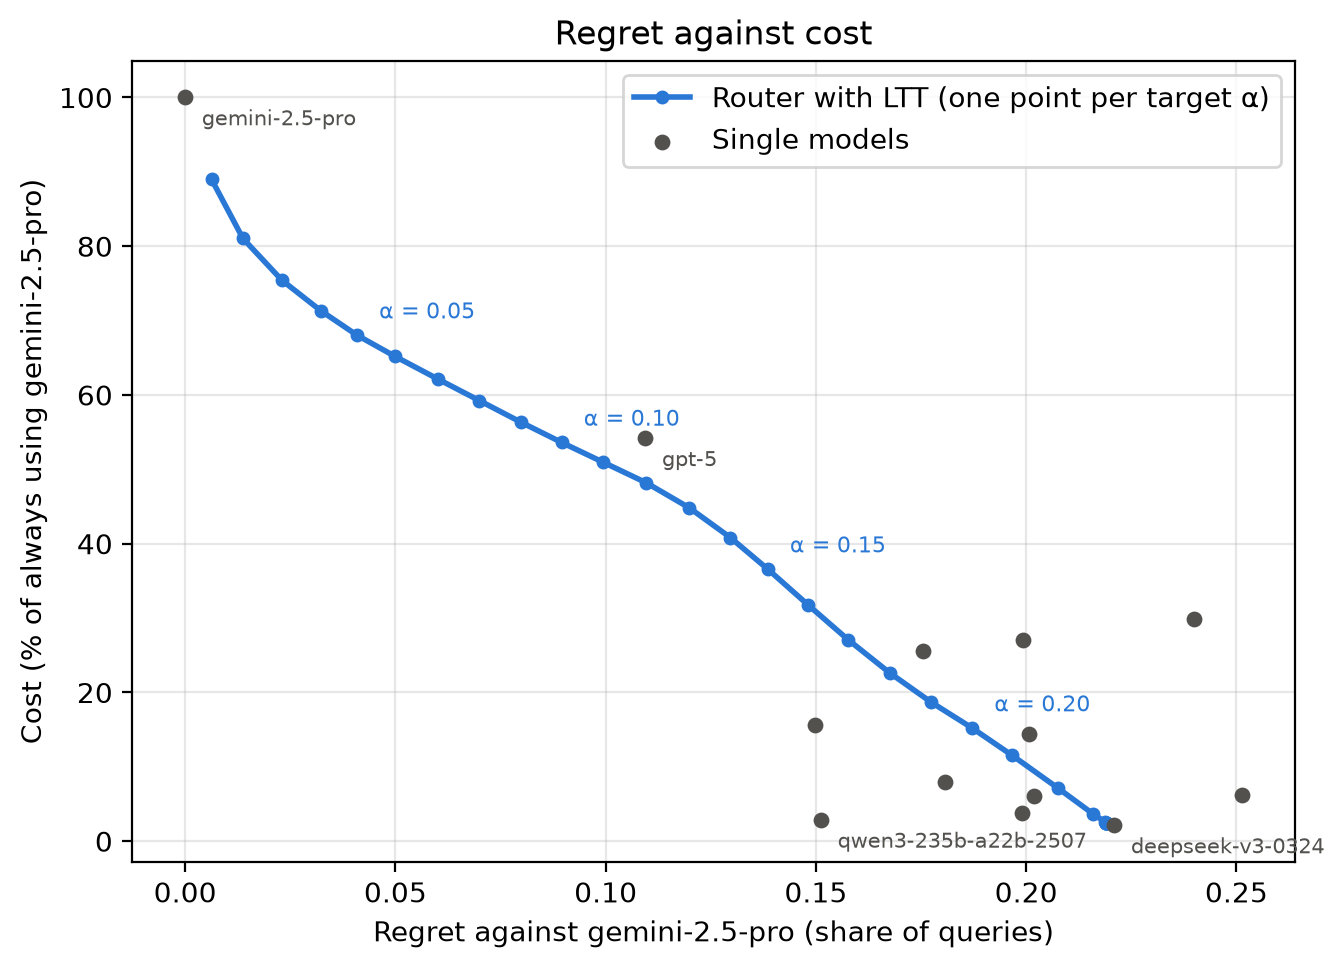 Regret against cost
Router with LTT (one point per target α)
Single models
Cost (% of always using gemini-2.5-pro)
100
80
60
40
20
0
gemini-2.5-pro
α = 0.05
α = 0.10
gpt-5
α = 0.15
α = 0.20
qwen3-235b-a22b-2507
deepseek-v3-0324
0.00
0.05
0.10
0.15
0.20
0.25
Regret against gemini-2.5-pro (share of queries)